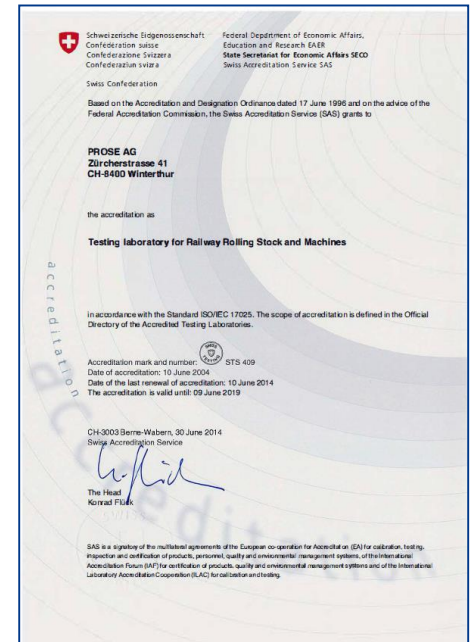 Schweizerische Eidgenossenschaft
Confédération suisse
Confederazione Svizzera
Confederaziun svizra
Swiss Confederation
Federal Department of Economic Affairs,
Education and Research EAER
State Secretariat for Economic Affairs SECO
Swiss Accreditation Service SAS
Based on the Accreditation and Designation Ordinance dated 17 June 1996 and on the advice of the
Federal Accreditation Commission, the Swiss Accreditation Service (SAS) grants to
PROSE AG
Zürcherstrasse 41
CH-8400 Winterthur
the accreditation as
Testing laboratory for Railway Rolling Stock and Machines
in accordance with the Standard ISO/IEC 17025. The scope of accreditation is defined in the Official
Directory of the Accredited Testing Laboratories.
Accreditation mark and number: STS 409
Date of accreditation: 10 June 2004
Date of the last renewal of accreditation: 10 June 2014
The accreditation is valid until: 09 June 2019
CH-3003 Berne-Wabern, 30 June 2014
Swiss Accreditation Service
The Head
Konrad Flück
SAS is a signatory of the multilateral agreements of the European co-operation for Accreditation (EA) for calibration, testing,
inspection and certification of products, personnel, quality and environmental management systems, of the International
Accreditation Forum (IAF) for certification of products, quality and environmental management systems and of the International
Laboratory Accreditation Cooperation (ILAC) for calibration and testing.
accreditation
accreditation